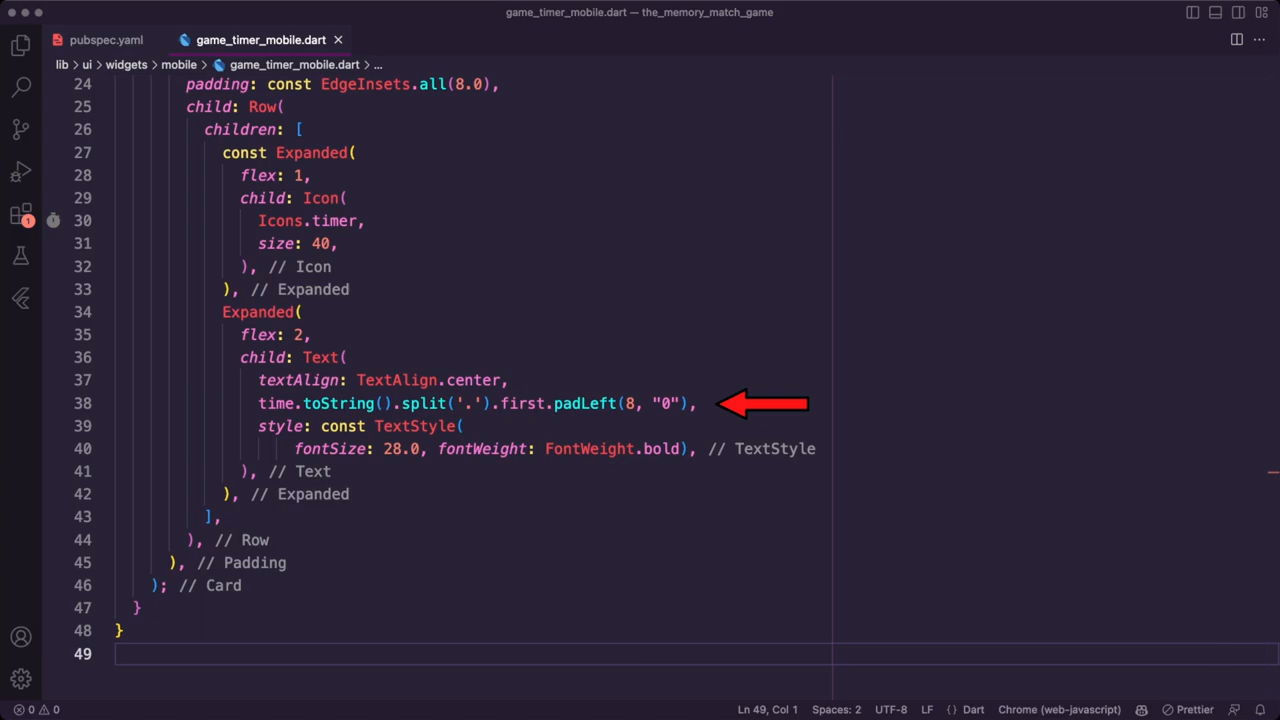 game_timer_mobile.dart — the_memory_match_game
pubspec.yaml
game_timer_mobile.dart
lib > ui > widgets > mobile > game_timer_mobile.dart > ...
24 padding: const EdgeInsets.all(8.0),
25 child: Row(
26 children: [
27 const Expanded(
28 flex: 1,
29 child: Icon(
30 Icons.timer,
31 size: 40,
32 ), // Icon
33 ), // Expanded
34 Expanded(
35 flex: 2,
36 child: Text(
37 textAlign: TextAlign.center,
38 time.toString().split('.').first.padLeft(8, "0"),
39 style: const TextStyle(
40 fontSize: 28.0, fontWeight: FontWeight.bold), // TextStyle
41 ), // Text
42 ), // Expanded
43 ],
44 ), // Row
45 ), // Padding
46 ); // Card
47 }
48 }
49
1
0 0 Ln 49, Col 1 Spaces: 2 UTF-8 LF { } Dart Chrome (web-javascript) Prettier